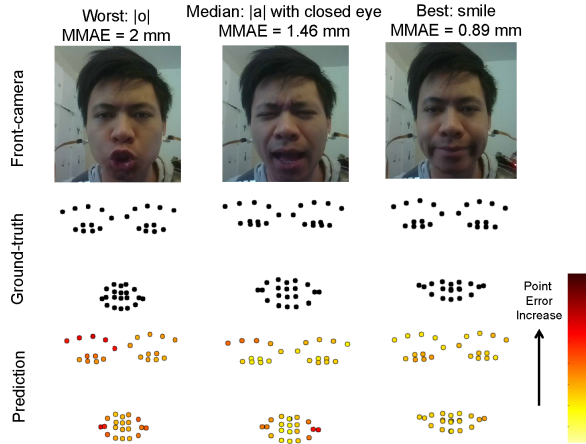 Worst: |o|
MMAE = 2 mm
Median: |a| with closed eye
MMAE = 1.46 mm
Best: smile
MMAE = 0.89 mm
Front-camera
Ground-truth
Prediction
Point
Error
Increase